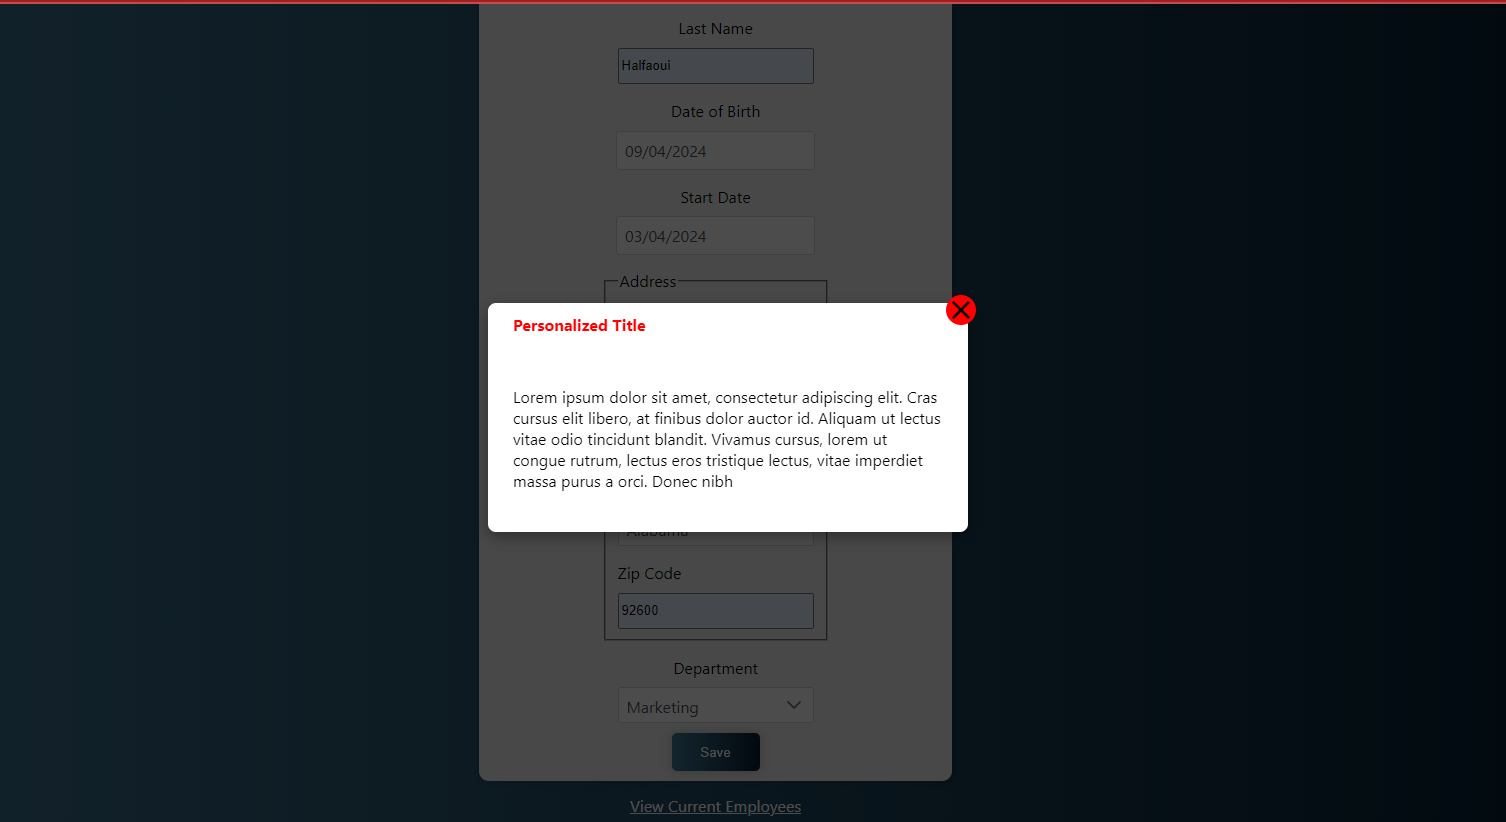 Last Name
Halfaoui
Date of Birth
09/04/2024
Start Date
03/04/2024
Address
Personalized Title
Lorem ipsum dolor sit amet, consectetur adipiscing elit. Cras
cursus elit libero, at finibus dolor auctor id. Aliquam ut lectus
vitae odio tincidunt blandit. Vivamus cursus, lorem ut
congue rutrum, lectus eros tristique lectus, vitae imperdiet
massa purus a orci. Donec nibh
Alabama
Zip Code
92600
Department
Marketing
Save
View Current Employees